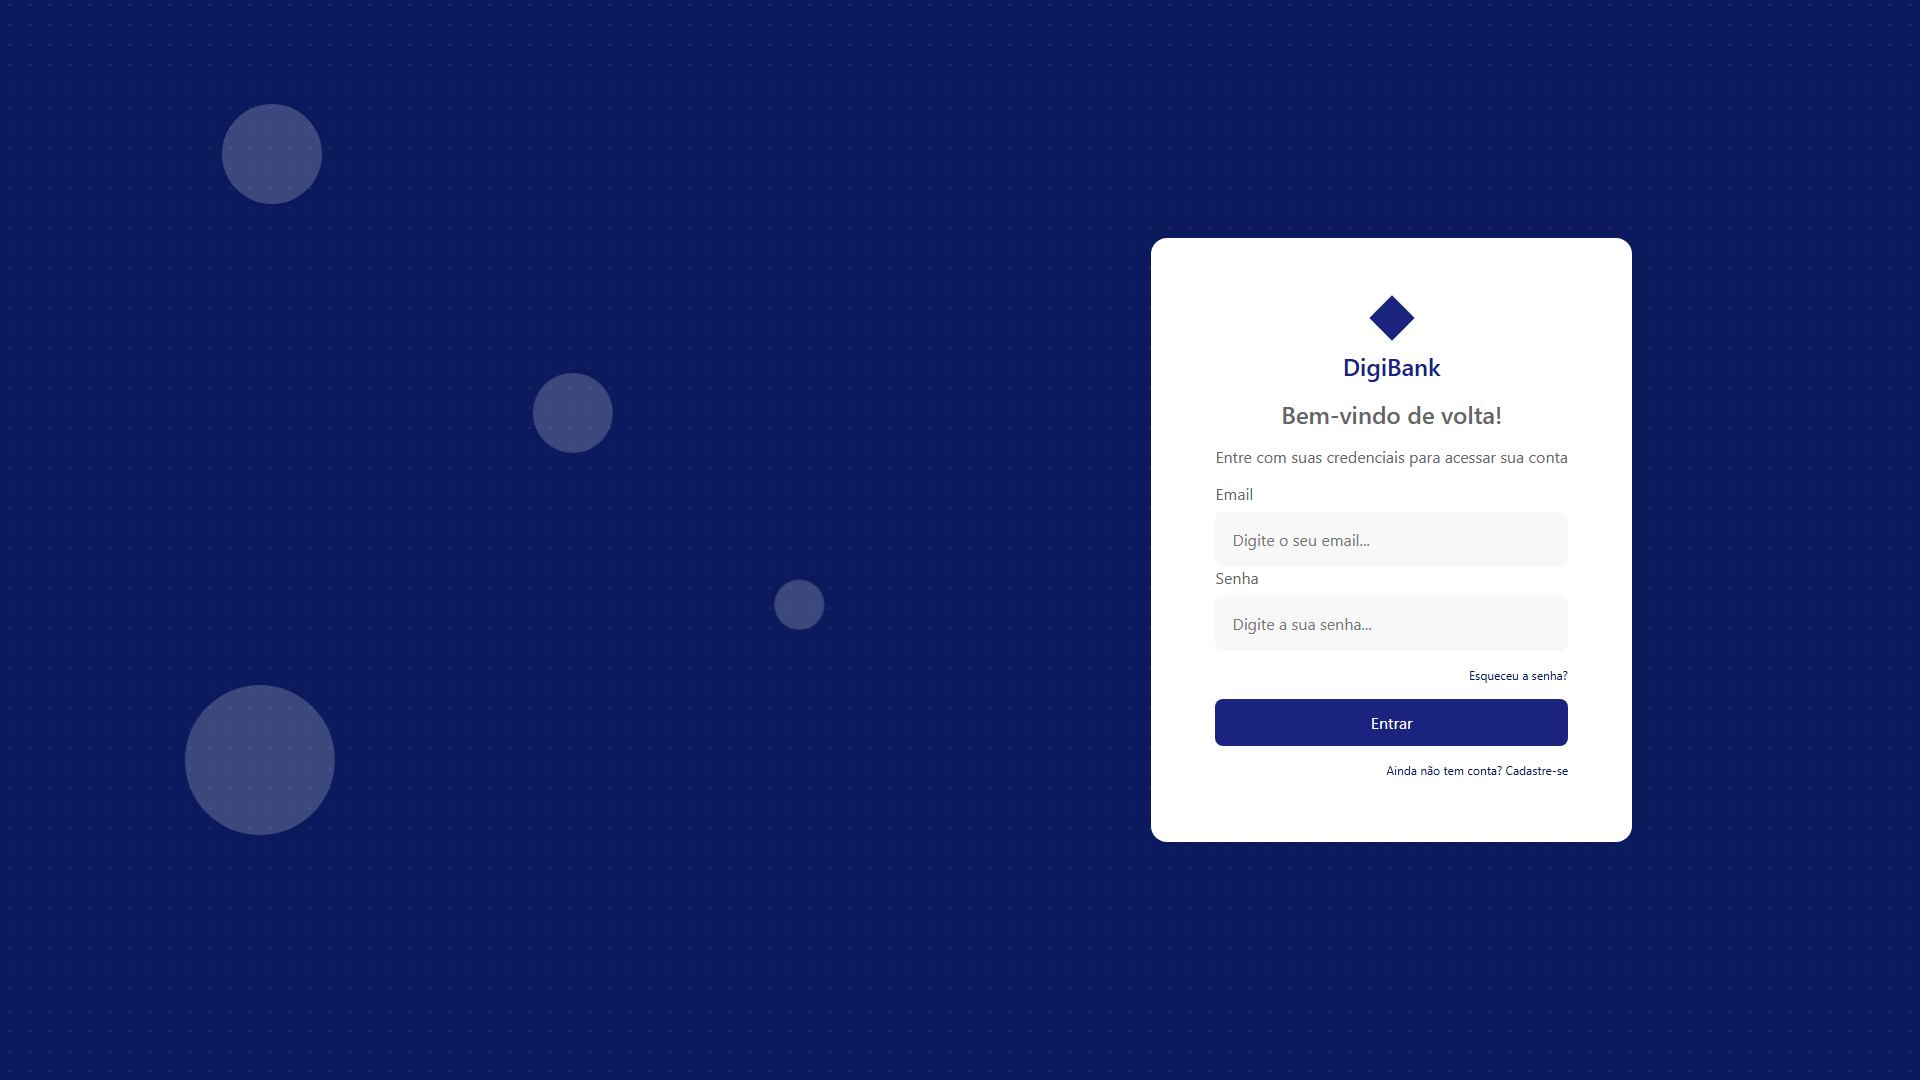 DigiBank
Bem-vindo de volta!
Entre com suas credenciais para acessar sua conta
Email
Digite o seu email...
Senha
Digite a sua senha...
Esqueceu a senha?
Entrar
Ainda não tem conta? Cadastre-se